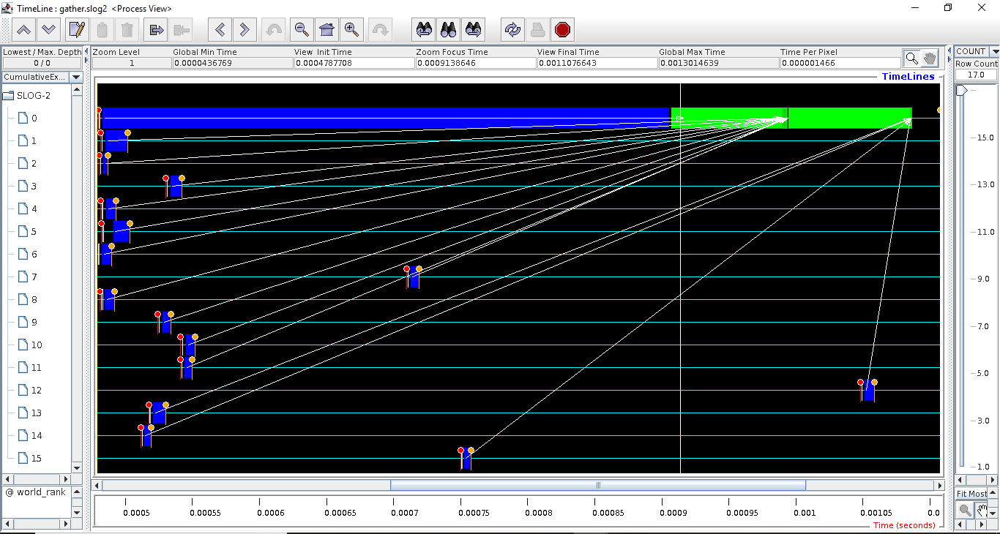 TimeLine : gather.slog2 <Process View>
Lowest / Max. Depth
0 / 0
Zoom Level
1
Global Min Time
0.0000436769
View Init Time
0.0004787708
Zoom Focus Time
0.0009138646
View Final Time
0.0011076643
Global Max Time
0.0013014639
Time Per Pixel
0.000001466
CumulativeEx...
SLOG-2
0
1
2
3
4
5
6
7
8
9
10
11
12
13
14
15
@ world_rank
TimeLines
0.0005
0.00055
0.0006
0.00065
0.0007
0.00075
0.0008
0.00085
0.0009
0.00095
0.001
0.00105
0.0
Time (seconds)
COUNT
Row Count
17.0
15.0
13.0
11.0
9.0
7.0
5.0
3.0
1.0
Fit Most